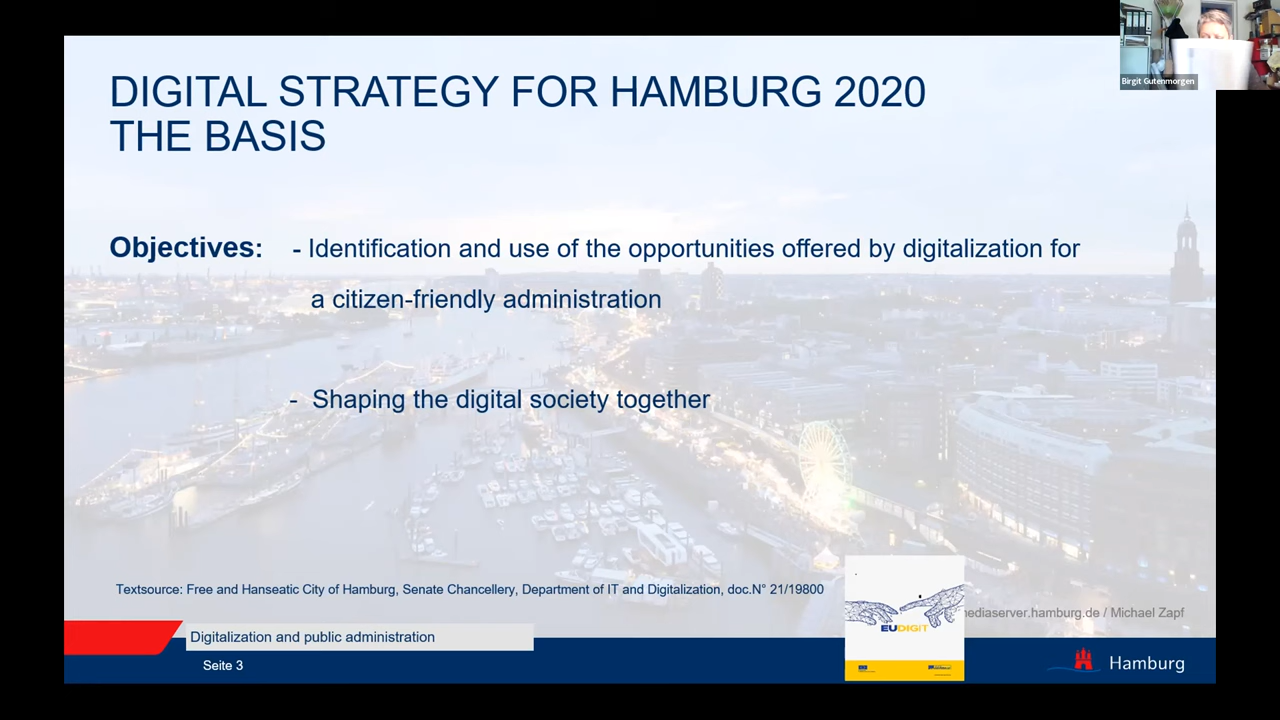 Birgit Gutenmorgen
DIGITAL STRATEGY FOR HAMBURG 2020
THE BASIS
Objectives: - Identification and use of the opportunities offered by digitalization for
a citizen-friendly administration
- Shaping the digital society together
Textsource: Free and Hanseatic City of Hamburg, Senate Chancellery, Department of IT and Digitalization, doc.N° 21/19800
mediaserver.hamburg.de / Michael Zapf
EUDIGIT
Digitalization and public administration
Seite 3
Hamburg